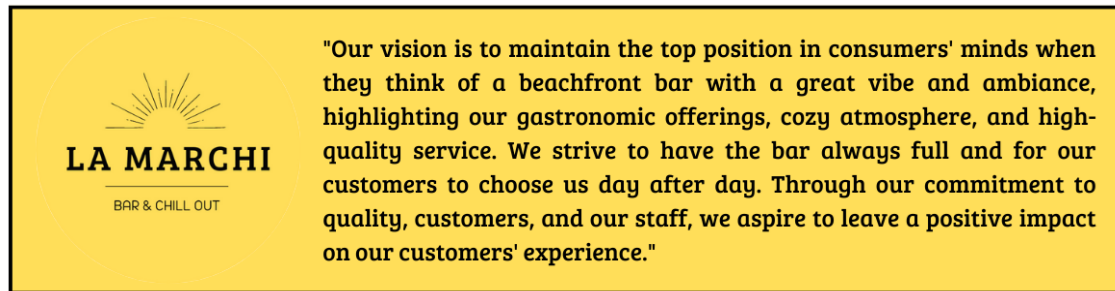 LA MARCHI
BAR & CHILL OUT
"Our vision is to maintain the top position in consumers' minds when
they think of a beachfront bar with a great vibe and ambiance,
highlighting our gastronomic offerings, cozy atmosphere, and high-
quality service. We strive to have the bar always full and for our
customers to choose us day after day. Through our commitment to
quality, customers, and our staff, we aspire to leave a positive impact
on our customers' experience."